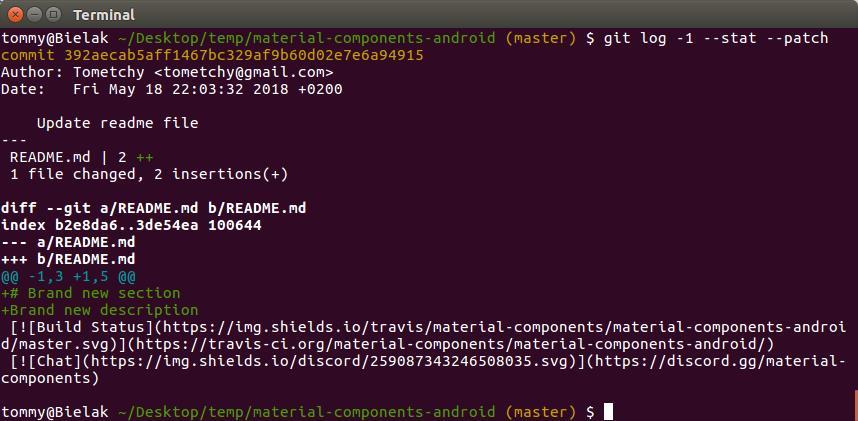 Terminal
tommy@Bielak ~/Desktop/temp/material-components-android (master) $ git log -1 --stat --patch
commit 392aecab5aff1467bc329af9b60d02e7e6a94915
Author: Tometchy <tometchy@gmail.com>
Date:   Fri May 18 22:03:32 2018 +0200

    Update readme file
---
 README.md | 2 ++
 1 file changed, 2 insertions(+)

diff --git a/README.md b/README.md
index b2e8da6..3de54ea 100644
--- a/README.md
+++ b/README.md
@@ -1,3 +1,5 @@
+# Brand new section
+Brand new description
 [![Build Status](https://img.shields.io/travis/material-components/material-components-androi
d/master.svg)](https://travis-ci.org/material-components/material-components-android/)
 [![Chat](https://img.shields.io/discord/259087343246508035.svg)](https://discord.gg/material-
components)

tommy@Bielak ~/Desktop/temp/material-components-android (master) $